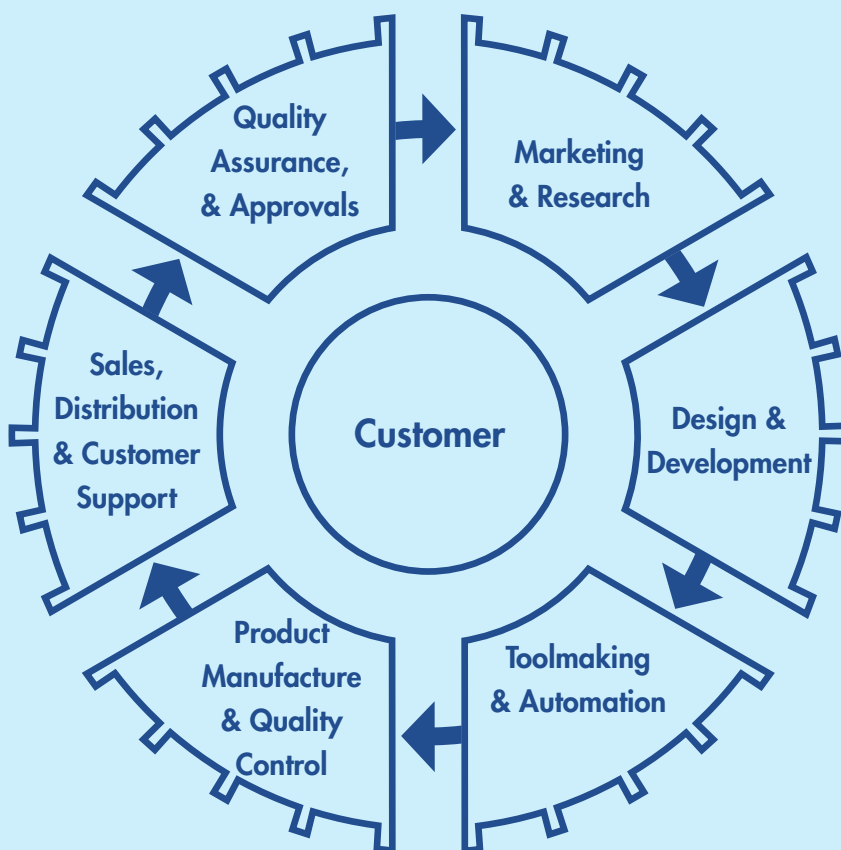 Quality
Assurance,
& Approvals
Marketing
& Research
Design &
Development
Toolmaking
& Automation
Product
Manufacture
& Quality
Control
Sales,
Distribution
& Customer
Support
Customer